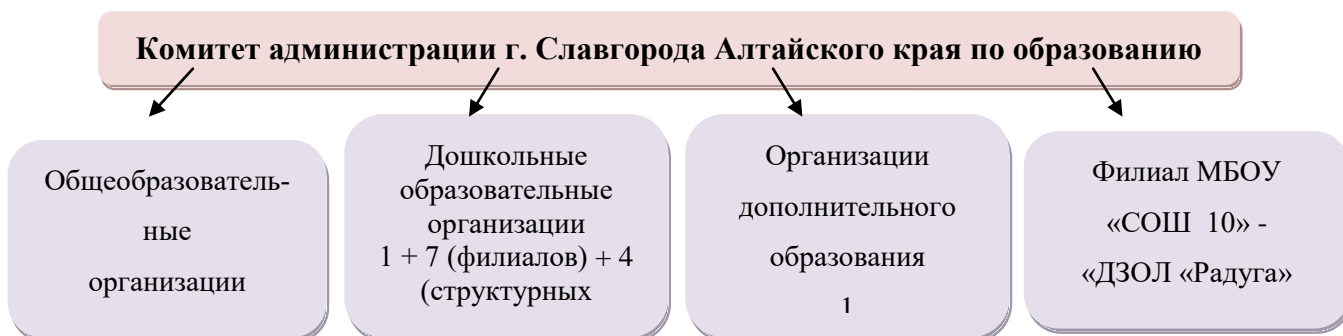 Комитет администрации г. Славгорода Алтайского края по образованию
Общеобразователь-
ные
организации
Дошкольные
образовательные
организации
1 + 7 (филиалов) + 4
(структурных
Организации
дополнительного
образования
1
Филиал МБОУ
«СОШ 10» -
«ДЗОЛ «Радуга»